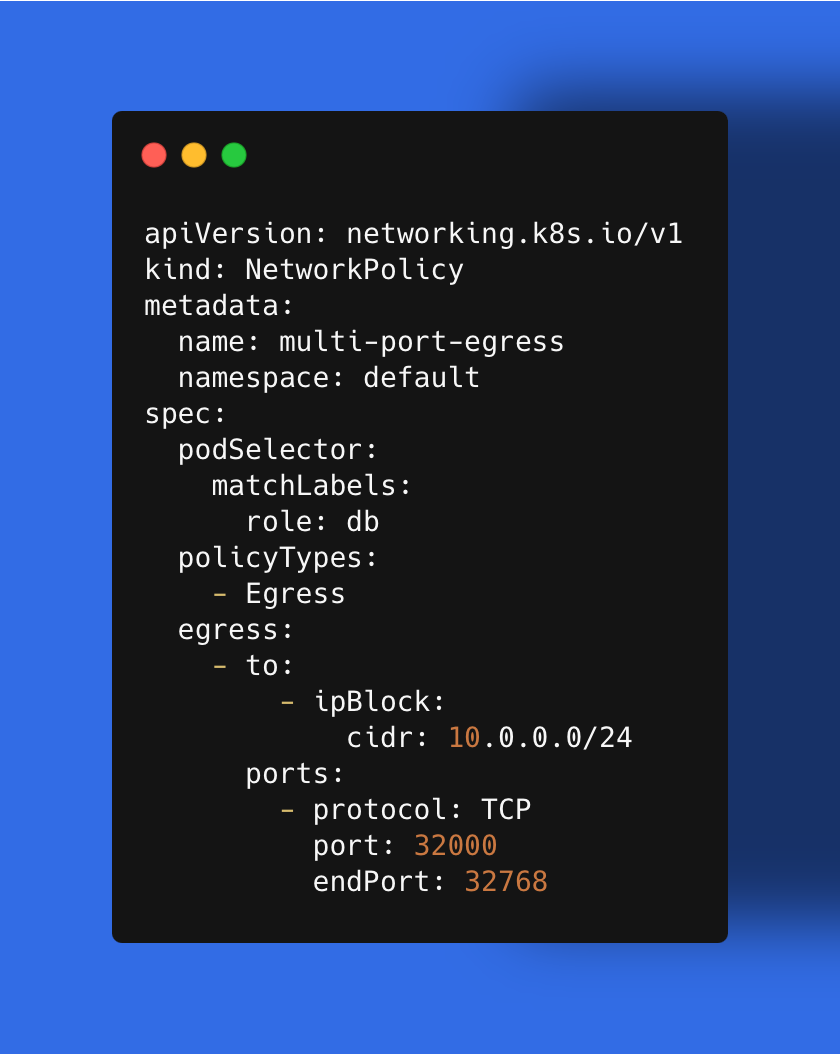 apiVersion: networking.k8s.io/v1
kind: NetworkPolicy
metadata:
  name: multi-port-egress
  namespace: default
spec:
  podSelector:
    matchLabels:
      role: db
  policyTypes:
    - Egress
  egress:
    - to:
        - ipBlock:
            cidr: 10.0.0.0/24
      ports:
        - protocol: TCP
          port: 32000
          endPort: 32768